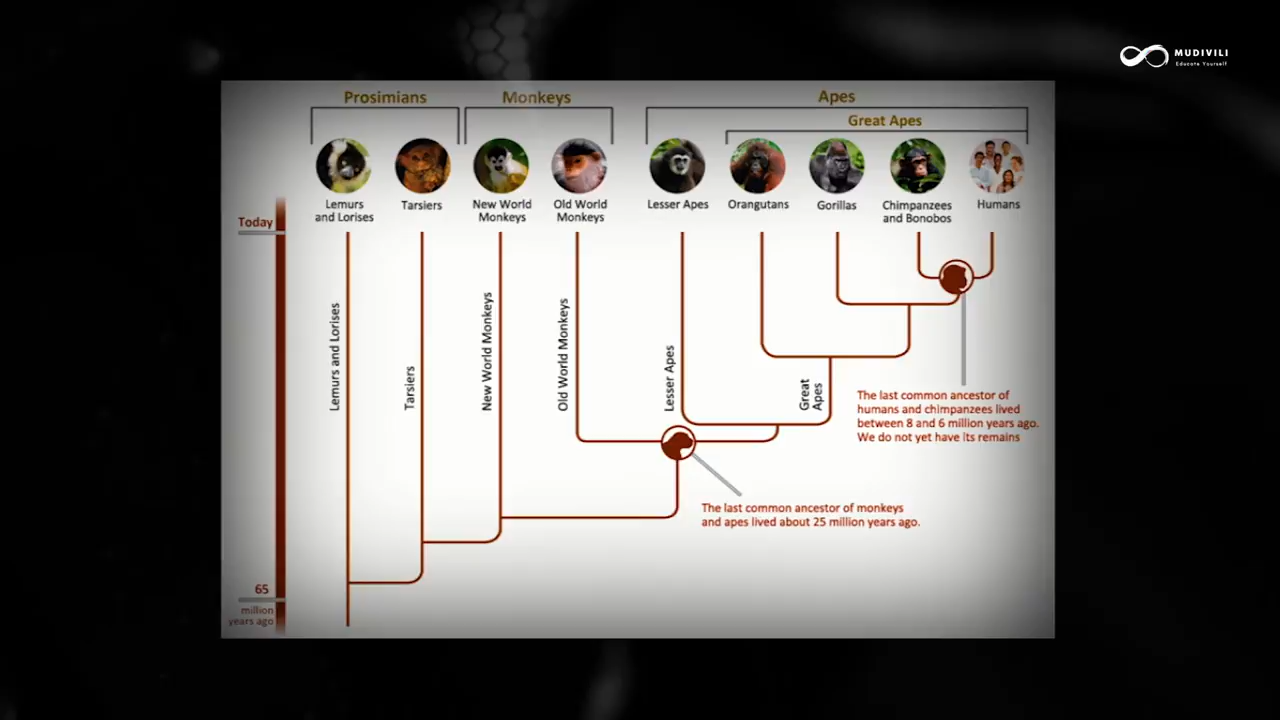 MUDIVILI
Educate Yourself
Prosimians
Monkeys
Apes
Great Apes
Lemurs
and Lorises
Tarsiers
New World
Monkeys
Old World
Monkeys
Lesser Apes
Orangutans
Gorillas
Chimpanzees
and Bonobos
Humans
Today
Lemurs and Lorises
Tarsiers
New World Monkeys
Old World Monkeys
Lesser Apes
Great
Apes
The last common ancestor of
humans and chimpanzees lived
between 8 and 6 million years ago.
We do not yet have its remains
The last common ancestor of monkeys
and apes lived about 25 million years ago.
65
million
years ago